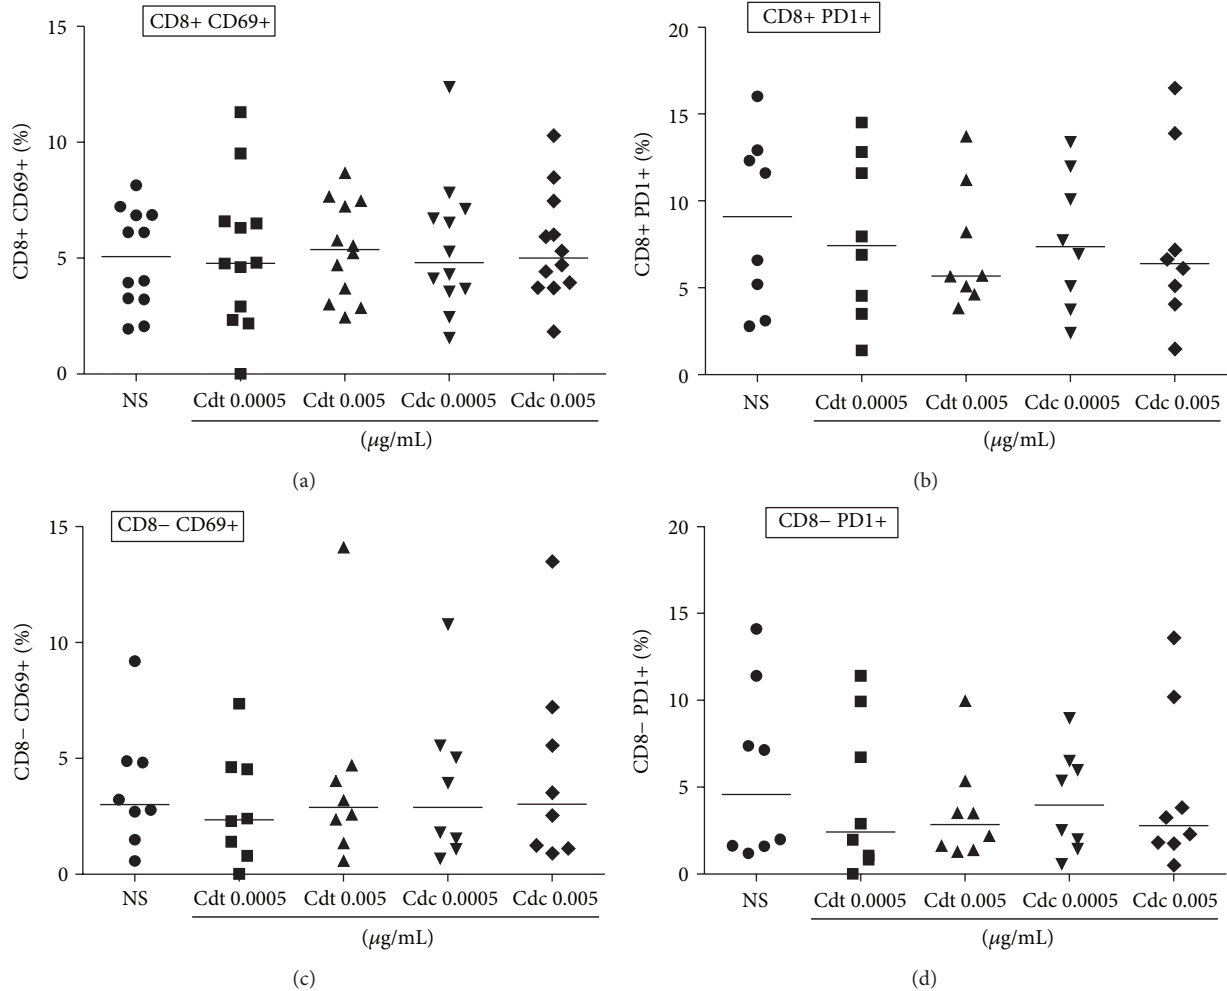 CD8+ CD69+
15
10
5
0
CD8+ CD69+ (%)
NS
Cdt 0.0005
Cdt 0.005
Cdc 0.0005
Cdc 0.005
(μg/mL)
(a)
CD8+ PD1+
20
15
10
5
0
CD8+ PD1+ (%)
NS
Cdt 0.0005
Cdt 0.005
Cdc 0.0005
Cdc 0.005
(μg/mL)
(b)
CD8− CD69+
15
10
5
0
CD8− CD69+ (%)
NS
Cdt 0.0005
Cdt 0.005
Cdc 0.0005
Cdc 0.005
(μg/mL)
(c)
CD8− PD1+
20
15
10
5
0
CD8− PD1+ (%)
NS
Cdt 0.0005
Cdt 0.005
Cdc 0.0005
Cdc 0.005
(μg/mL)
(d)